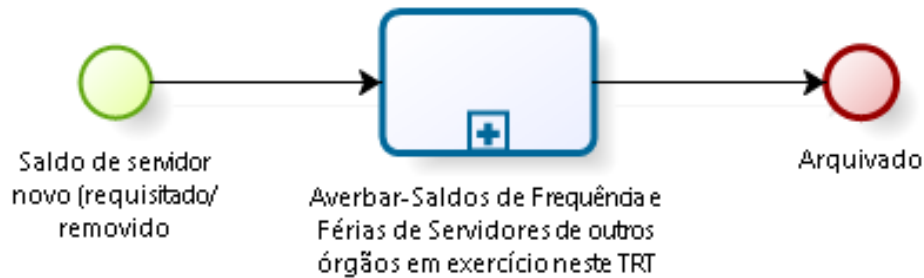 Saldo de servidor
novo (requisitado/
removido
Averbar-Saldos de Frequência e
Férias de Servidores de outros
órgãos em exercício neste TRT
Arquivado